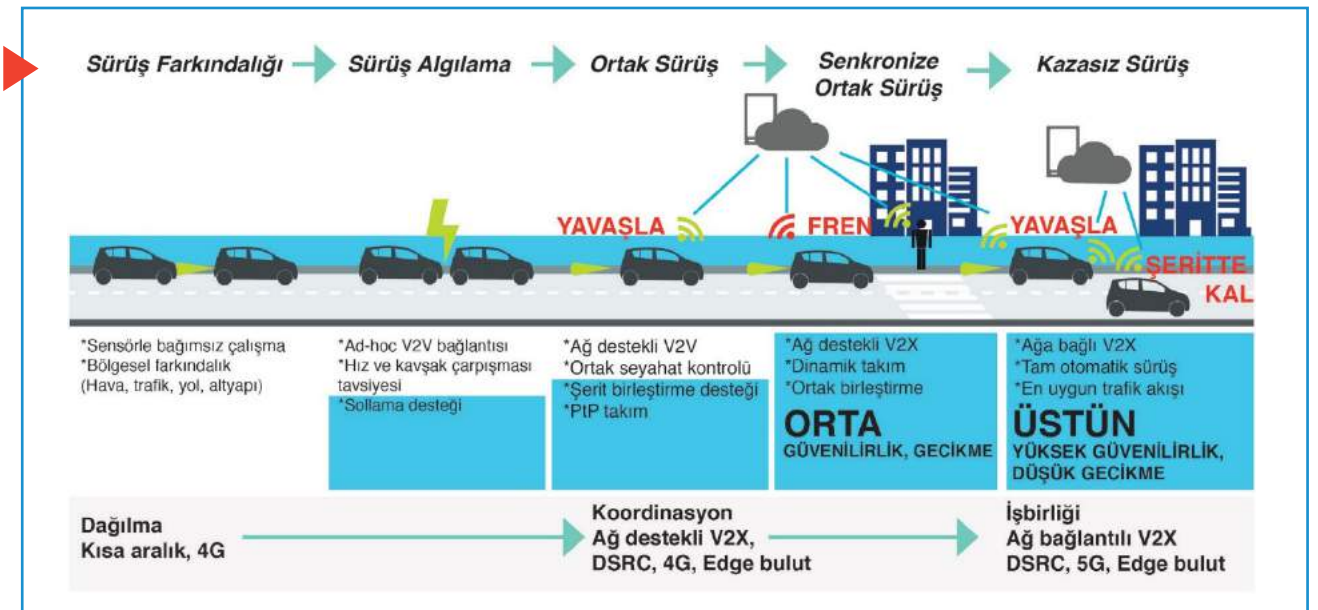 Sürüş Farkındalığı
Sürüş Algılama
Ortak Sürüş
Senkronize
Ortak Sürüş
Kazasız Sürüş
YAVAŞLA
FREN
YAVAŞLA
ŞERİTTE
KAL
*Sensörle bağımsız çalışma
*Bölgesel farkındalık
(Hava, trafik, yol, altyapı)
*Ad-hoc V2V bağlantısı
*Hız ve kavşak çarpışması
tavsiyesi
*Sollama desteği
*Ağ destekli V2V
*Ortak seyahat kontrolü
*Şerit birleştirme desteği
*PtP takım
*Ağ destekli V2X
*Dinamik takım
*Ortak birleştirme
ORTA
GÜVENİLİRLİK, GECİKME
*Ağa bağlı V2X
*Tam otomatik sürüş
*En uygun trafik akışı
ÜSTÜN
YÜKSEK GÜVENİLİRLİK,
DÜŞÜK GECİKME
Dağılma
Kısa aralık, 4G
Koordinasyon
Ağ destekli V2X,
DSRC, 4G, Edge bulut
İşbirliği
Ağ bağlantılı V2X
DSRC, 5G, Edge bulut